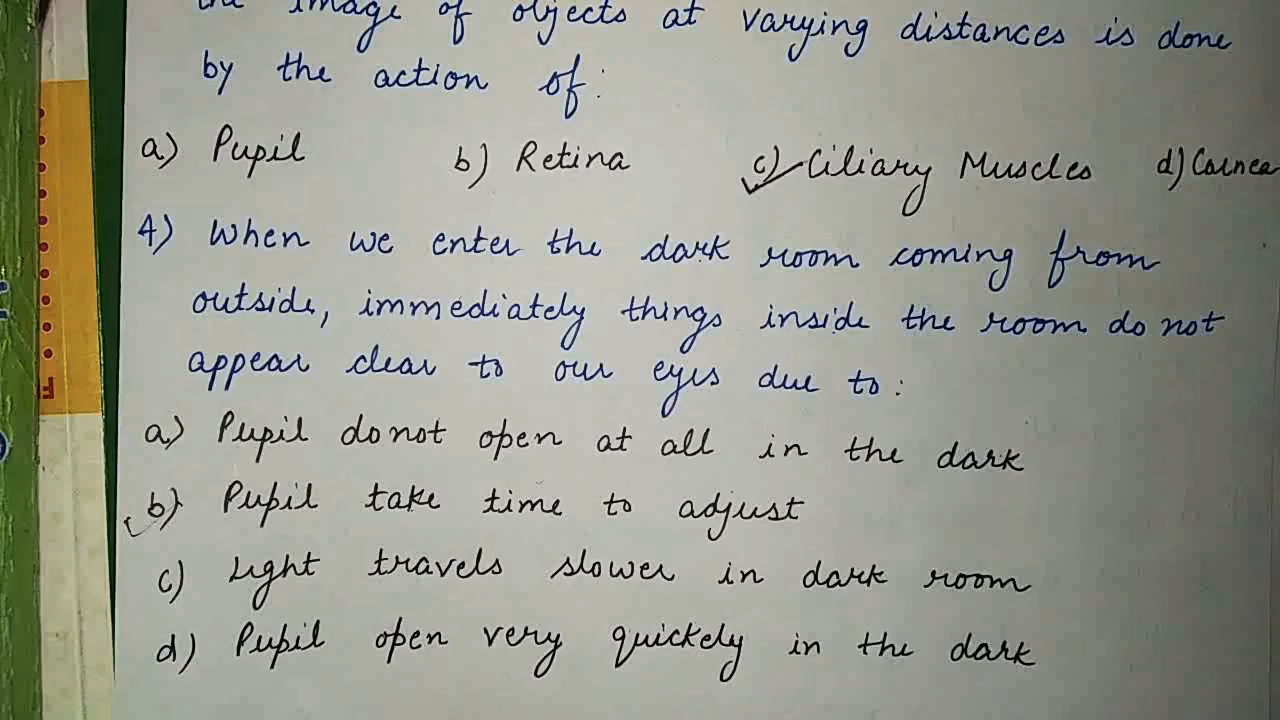 the image of objects at varying distances is done
by the action of:
a) Pupil b) Retina c) Ciliary Muscles d) Cornea
4) When we enter the dark room coming from
outside, immediately things inside the room do not
appear clear to our eyes due to:
a) Pupil do not open at all in the dark
b) Pupil take time to adjust
c) Light travels slower in dark room
d) Pupil open very quickely in the dark